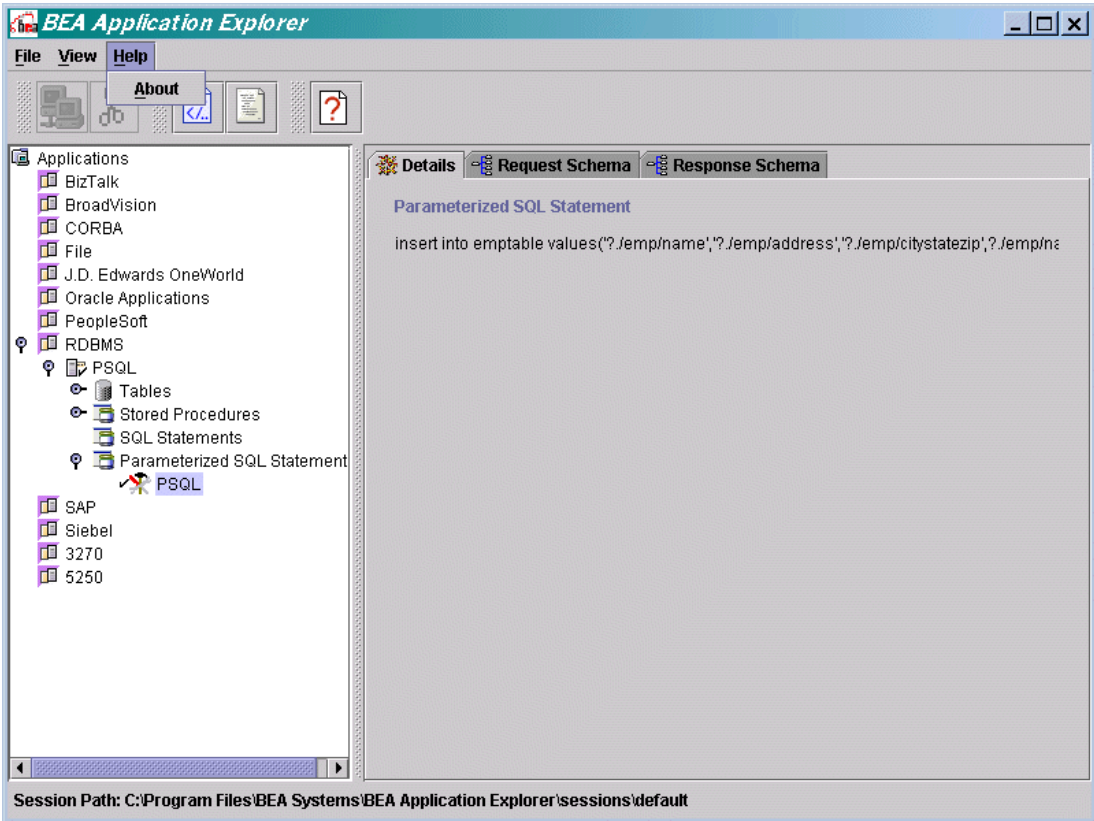 BEA Application Explorer
File View Help
About
Applications
BizTalk
BroadVision
CORBA
File
J.D. Edwards OneWorld
Oracle Applications
PeopleSoft
RDBMS
PSQL
Tables
Stored Procedures
SQL Statements
Parameterized SQL Statement
PSQL
SAP
Siebel
3270
5250
Details Request Schema Response Schema
Parameterized SQL Statement
insert into emptable values('?./emp/name','?./emp/address','?./emp/citystatezip',?./emp/na
Session Path: C:\Program Files\BEA Systems\BEA Application Explorer\sessions\default